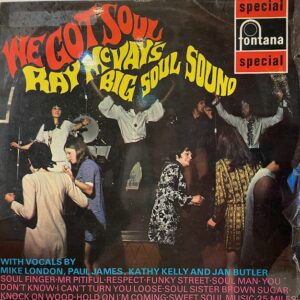 special
fontana
special
WE GOT SOUL
RAY McVAY'S
BIG SOUL SOUND
WITH VOCALS BY
MIKE LONDON, PAUL JAMES, KATHY KELLY AND JAN BUTLER
SOUL FINGER·MR PITIFUL·RESPECT·FUNKY STREET·SOUL MAN·YOU
DON'T KNOW·I CAN'T TURN YOU LOOSE·SOUL SISTER BROWN SUGAR·
KNOCK ON WOOD·HOLD ON I'M COMING·SWEET SOUL MUSIC·25 MIL